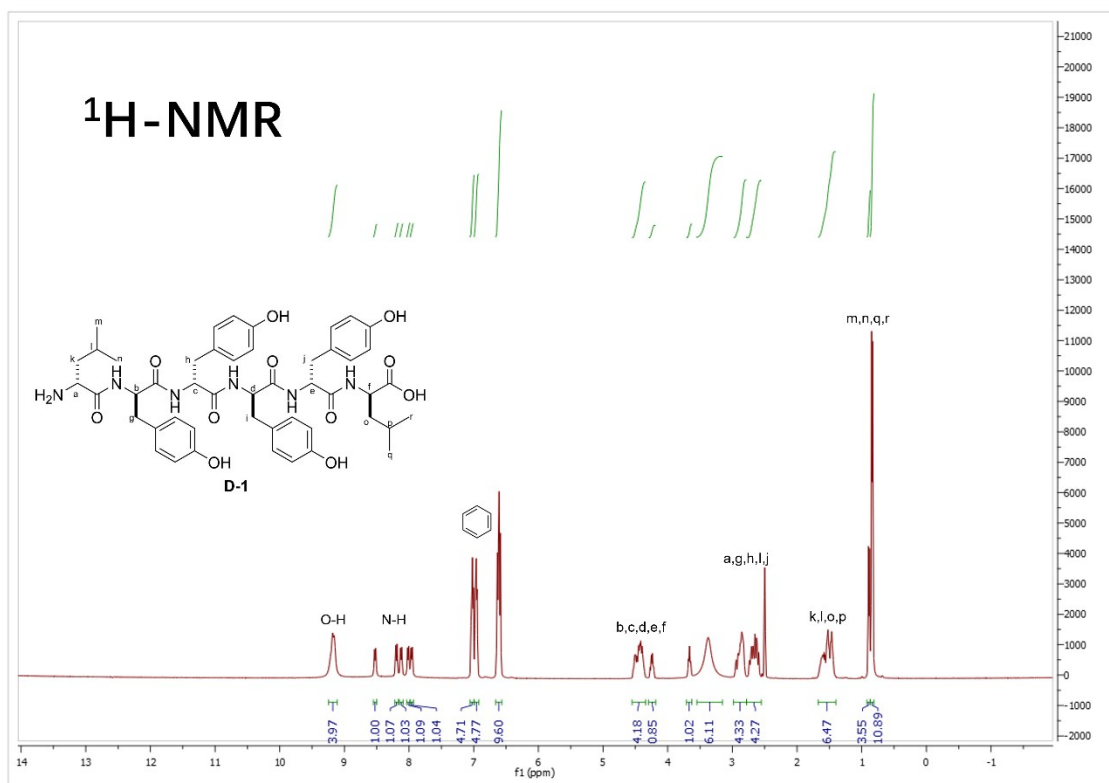 ¹H-NMR
21000
20000
19000
18000
17000
16000
15000
14000
13000
12000
11000
10000
9000
8000
7000
6000
5000
4000
3000
2000
1000
0
-1000
-2000
m
l
n
k
a
H₂N
O
N
H
b
g
OH
O
N
H
h
c
OH
O
N
H
d
i
OH
O
N
H
j
e
OH
O
N
H
f
O
OH
o
p
r
q
D-1
O-H
N-H
b,c,d,e,f
a,g,h,I,j
k,l,o,p
m,n,q,r
3.97
1.00
1.07
1.03
1.09
1.04
4.71
4.77
9.60
4.18
0.85
1.02
6.11
4.33
4.27
6.47
3.55
10.89
14 13 12 11 10 9 8 7 6 5 4 3 2 1 0 -1
f1 (ppm)